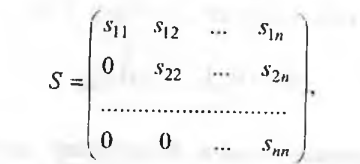 s₁₁ s₁₂ ... s₁ₙ
0 s₂₂ ... s₂ₙ
S =
..............................
0 0 ... sₙₙ